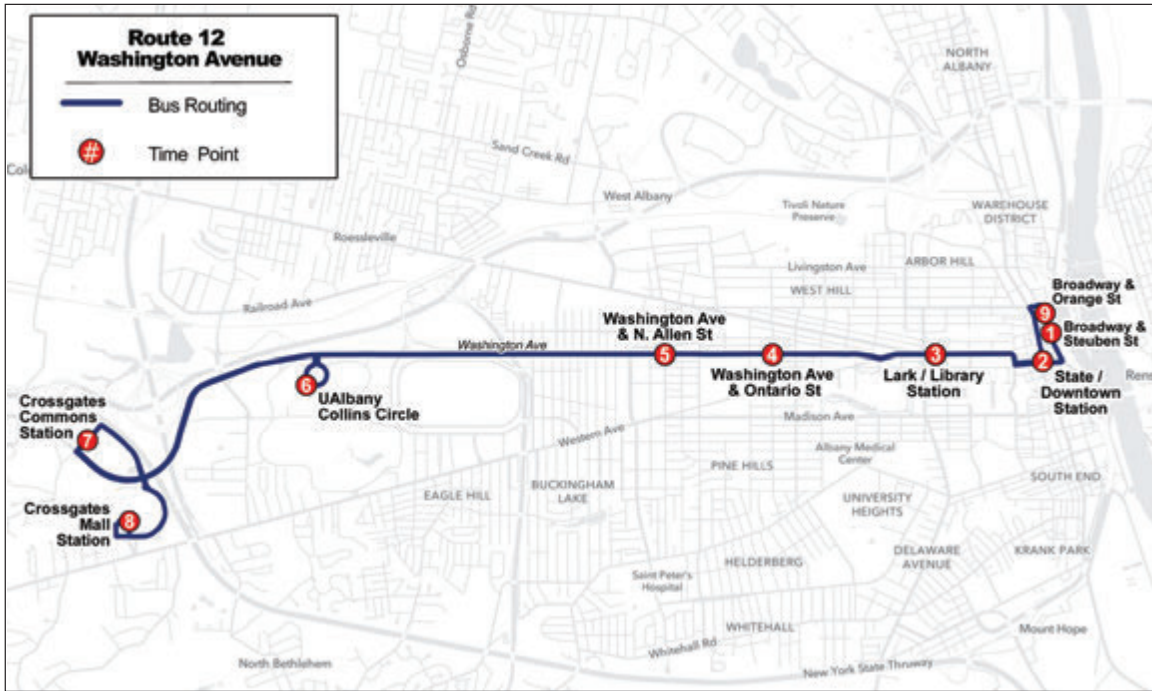 Route 12
Washington Avenue
Bus Routing
#
Time Point
Osborne Rd
NORTH
ALBANY
Sand Creek Rd
West Albany
Tivoli Nature
Preserve
WAREHOUSE
DISTRICT
Roessleville
Livingston Ave
ARBOR HILL
WEST HILL
Railroad Ave
Broadway &
Orange St
9
1
Broadway &
Steuben St
Washington Ave
& N. Allen St
Washington Ave
5
4
3
2
Washington Ave
& Ontario St
Lark / Library
Station
State /
Downtown
Station
6
UAlbany
Collins Circle
Crossgates
Commons
Station
7
Madison Ave
Western Ave
Albany Medical
Center
PINE HILLS
SOUTH END
EAGLE HILL
BUCKINGHAM
LAKE
UNIVERSITY
HEIGHTS
Crossgates
Mall
Station
8
HELDERBERG
DELAWARE
AVENUE
KRANK PARK
Saint Peter's
Hospital
WHITEHALL
Mount Hope
Whitehall Rd
North Bethlehem
New York State Thruway